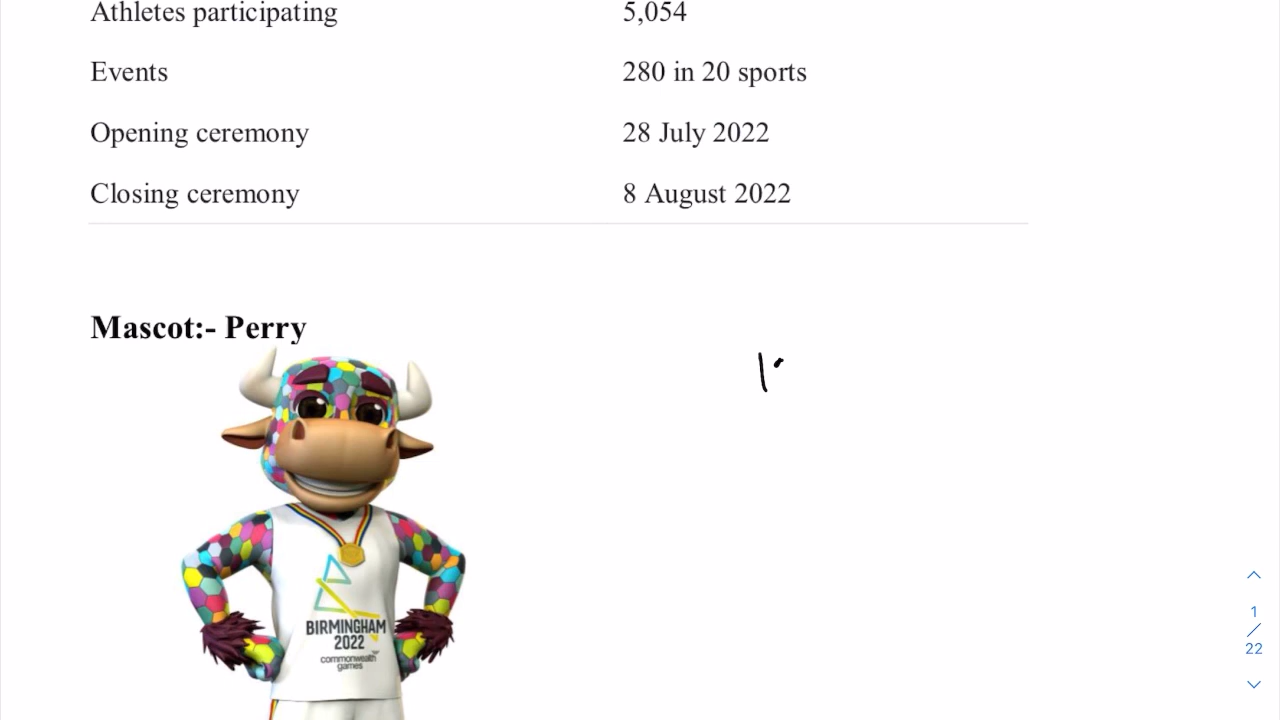 Athletes participating 5,054
Events 280 in 20 sports
Opening ceremony 28 July 2022
Closing ceremony 8 August 2022
Mascot:- Perry
BIRMINGHAM
2022
commonwealth
games
1
/
22